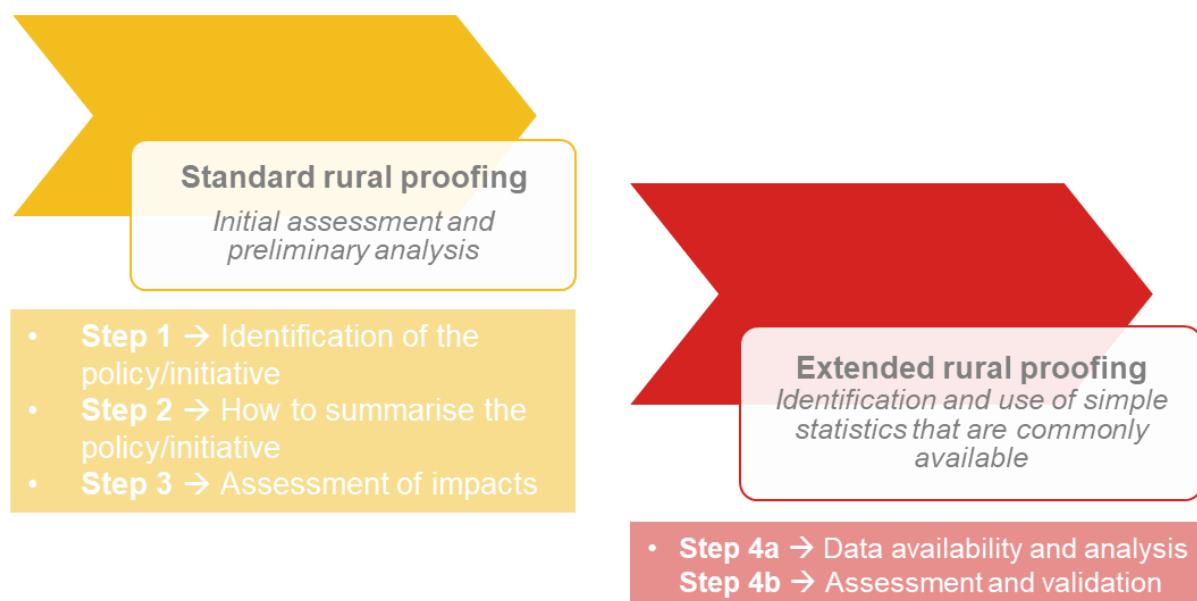 Standard rural proofing
Initial assessment and
preliminary analysis
• Step 1 → Identification of the
policy/initiative
• Step 2 → How to summarise the
policy/initiative
• Step 3 → Assessment of impacts
Extended rural proofing
Identification and use of simple
statistics that are commonly
available
• Step 4a → Data availability and analysis
Step 4b → Assessment and validation